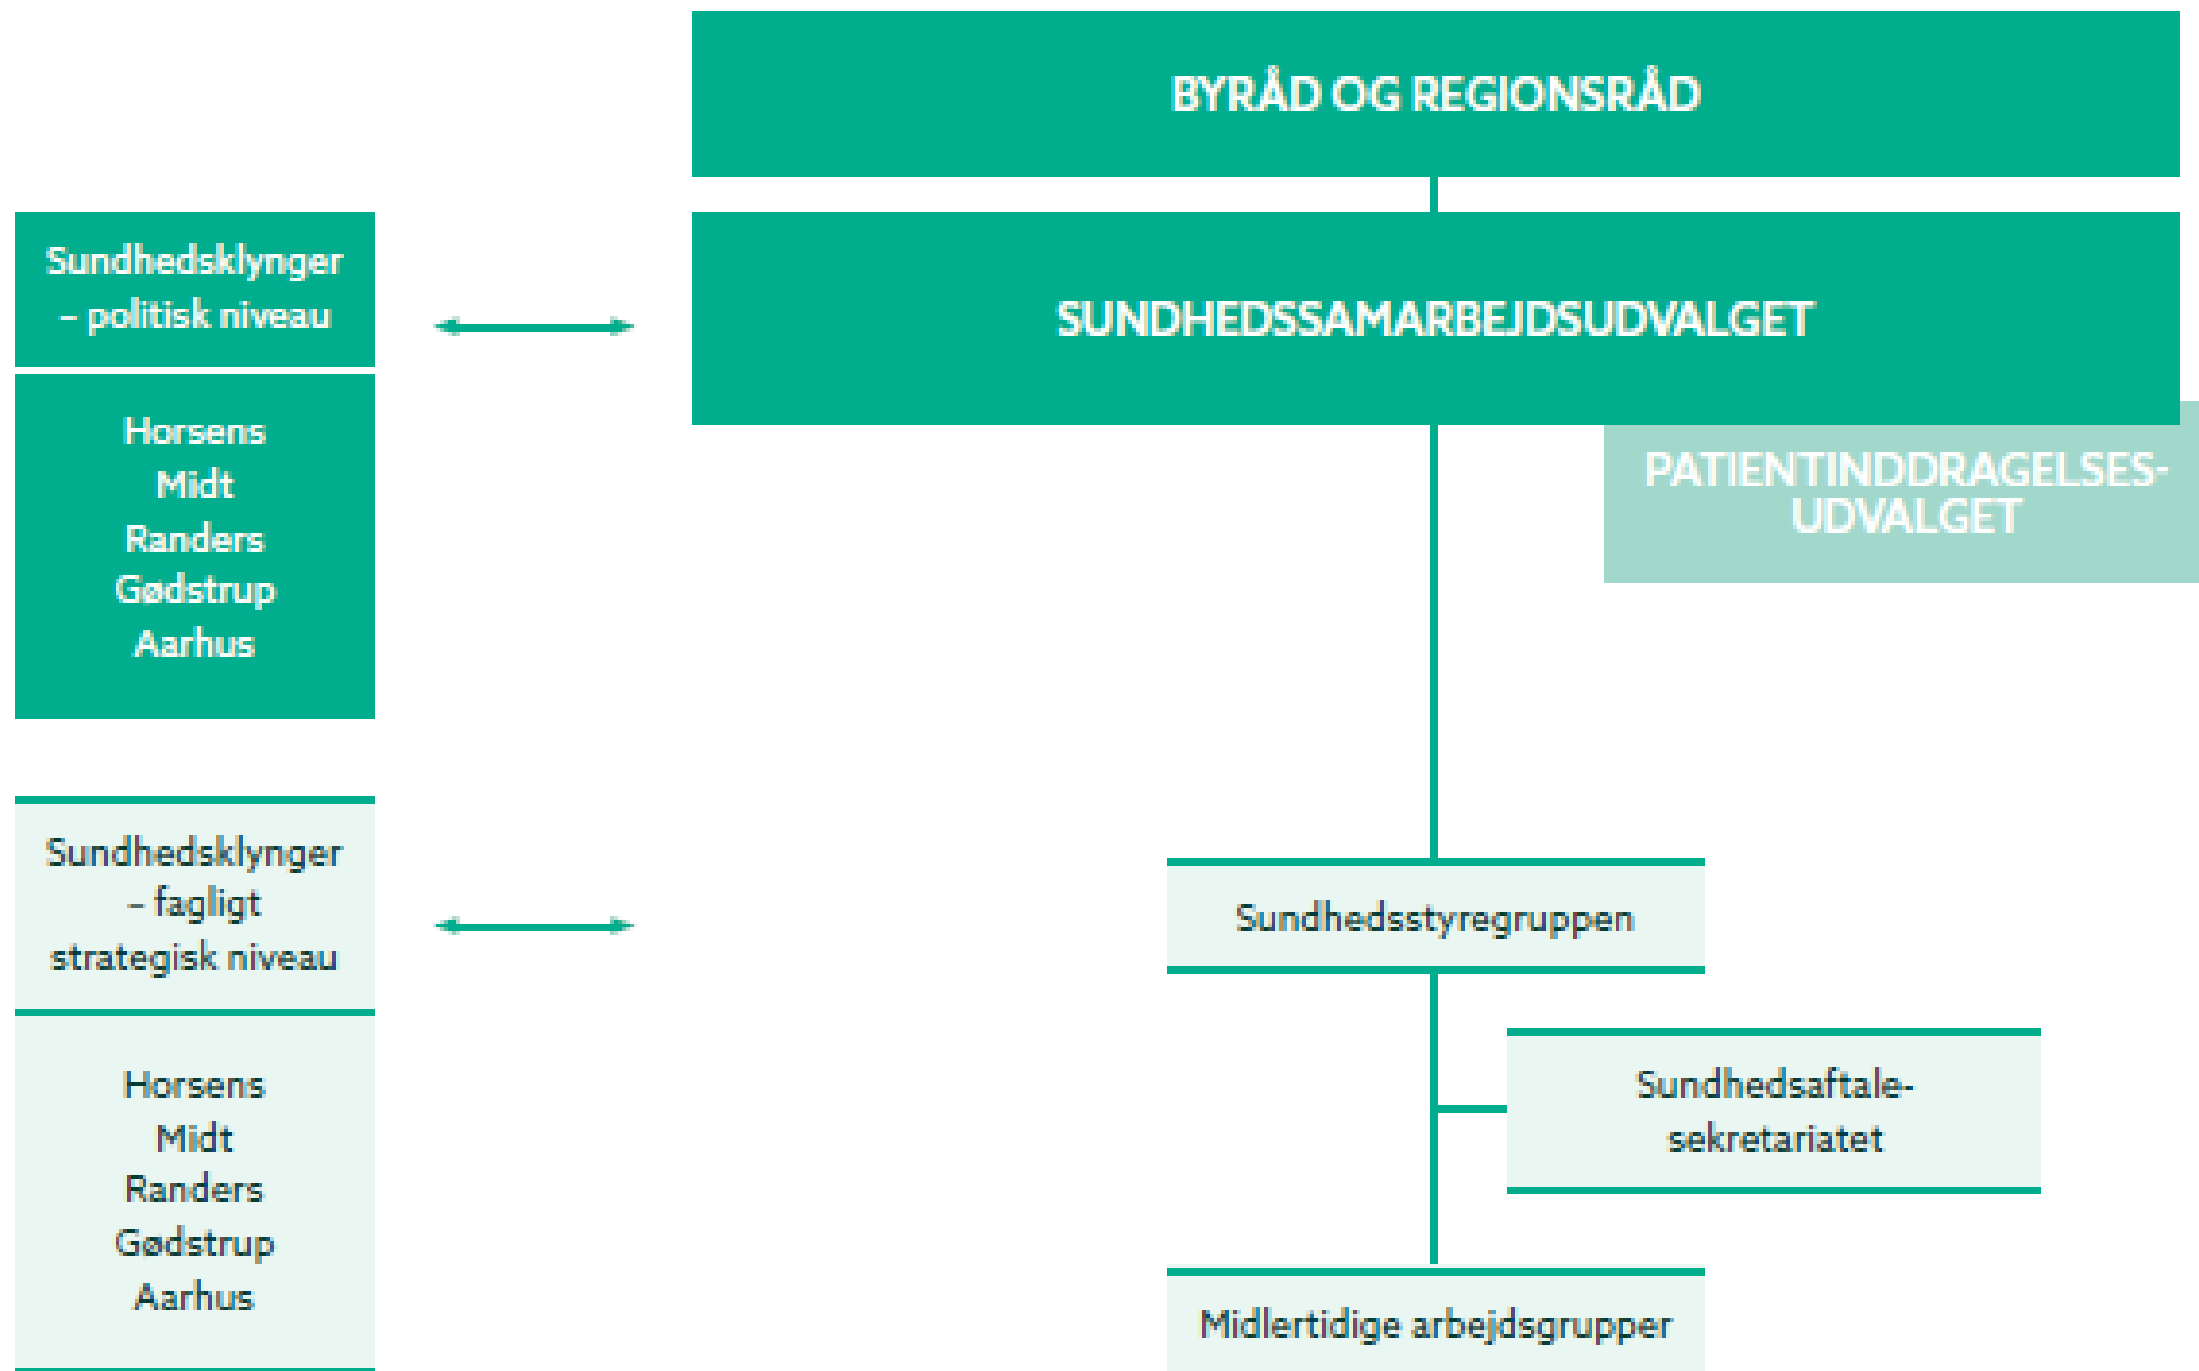 BYRÅD OG REGIONSRÅD
Sundhedsklynger
– politisk niveau
SUNDHEDSSAMARBEJDSUDVALGET
Horsens
Midt
Randers
Gødstrup
Aarhus
PATIENTINDDRAGELSES-
UDVALGET
Sundhedsklynger
– fagligt
strategisk niveau
Sundhedsstyregruppen
Horsens
Midt
Randers
Gødstrup
Aarhus
Sundhedsaftale-
sekretariatet
Midlertidige arbejdsgrupper